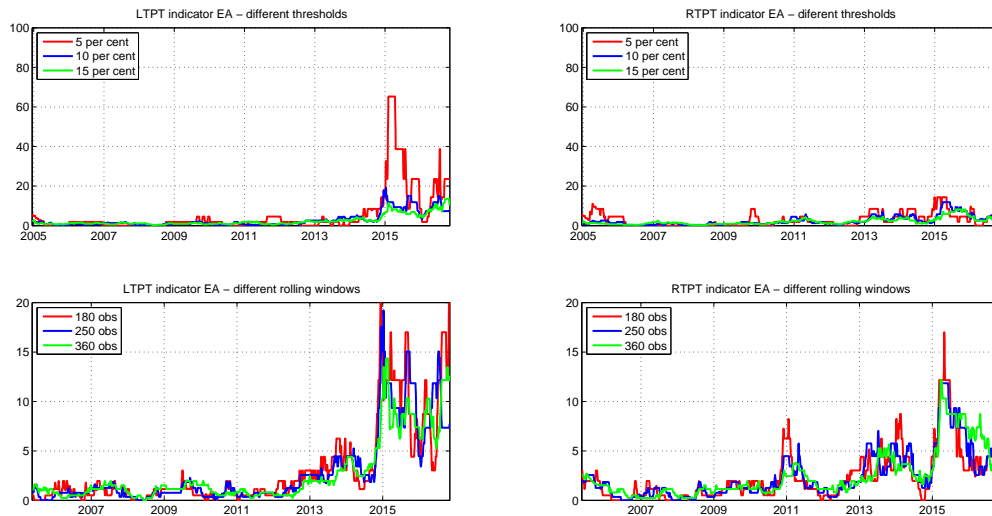 LTPT indicator EA − different thresholds
100
80
60
40
20
0
5 per cent
10 per cent
15 per cent
2005 2007 2009 2011 2013 2015
RTPT indicator EA − different thresholds
100
80
60
40
20
0
5 per cent
10 per cent
15 per cent
2005 2007 2009 2011 2013 2015
LTPT indicator EA − different rolling windows
20
15
10
5
0
180 obs
250 obs
360 obs
2007 2009 2011 2013 2015
RTPT indicator EA − different rolling windows
20
15
10
5
0
180 obs
250 obs
360 obs
2007 2009 2011 2013 2015